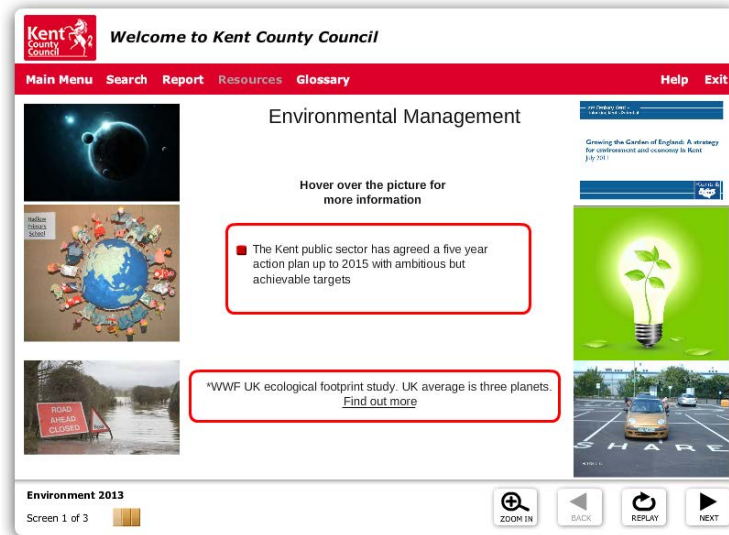 Kent
County
Council
Welcome to Kent County Council
Main Menu Search Report Resources Glossary Help Exit
Environmental Management
Growing the Garden of England: A strategy
for environment and economy in Kent
July 2011
Hover over the picture for
more information
Hadlow
Primary
School
The Kent public sector has agreed a five year
action plan up to 2015 with ambitious but
achievable targets
*WWF UK ecological footprint study. UK average is three planets.
Find out more
ROAD
AHEAD
CLOSED
SHARE
Environment 2013
Screen 1 of 3
ZOOM IN
BACK
REPLAY
NEXT